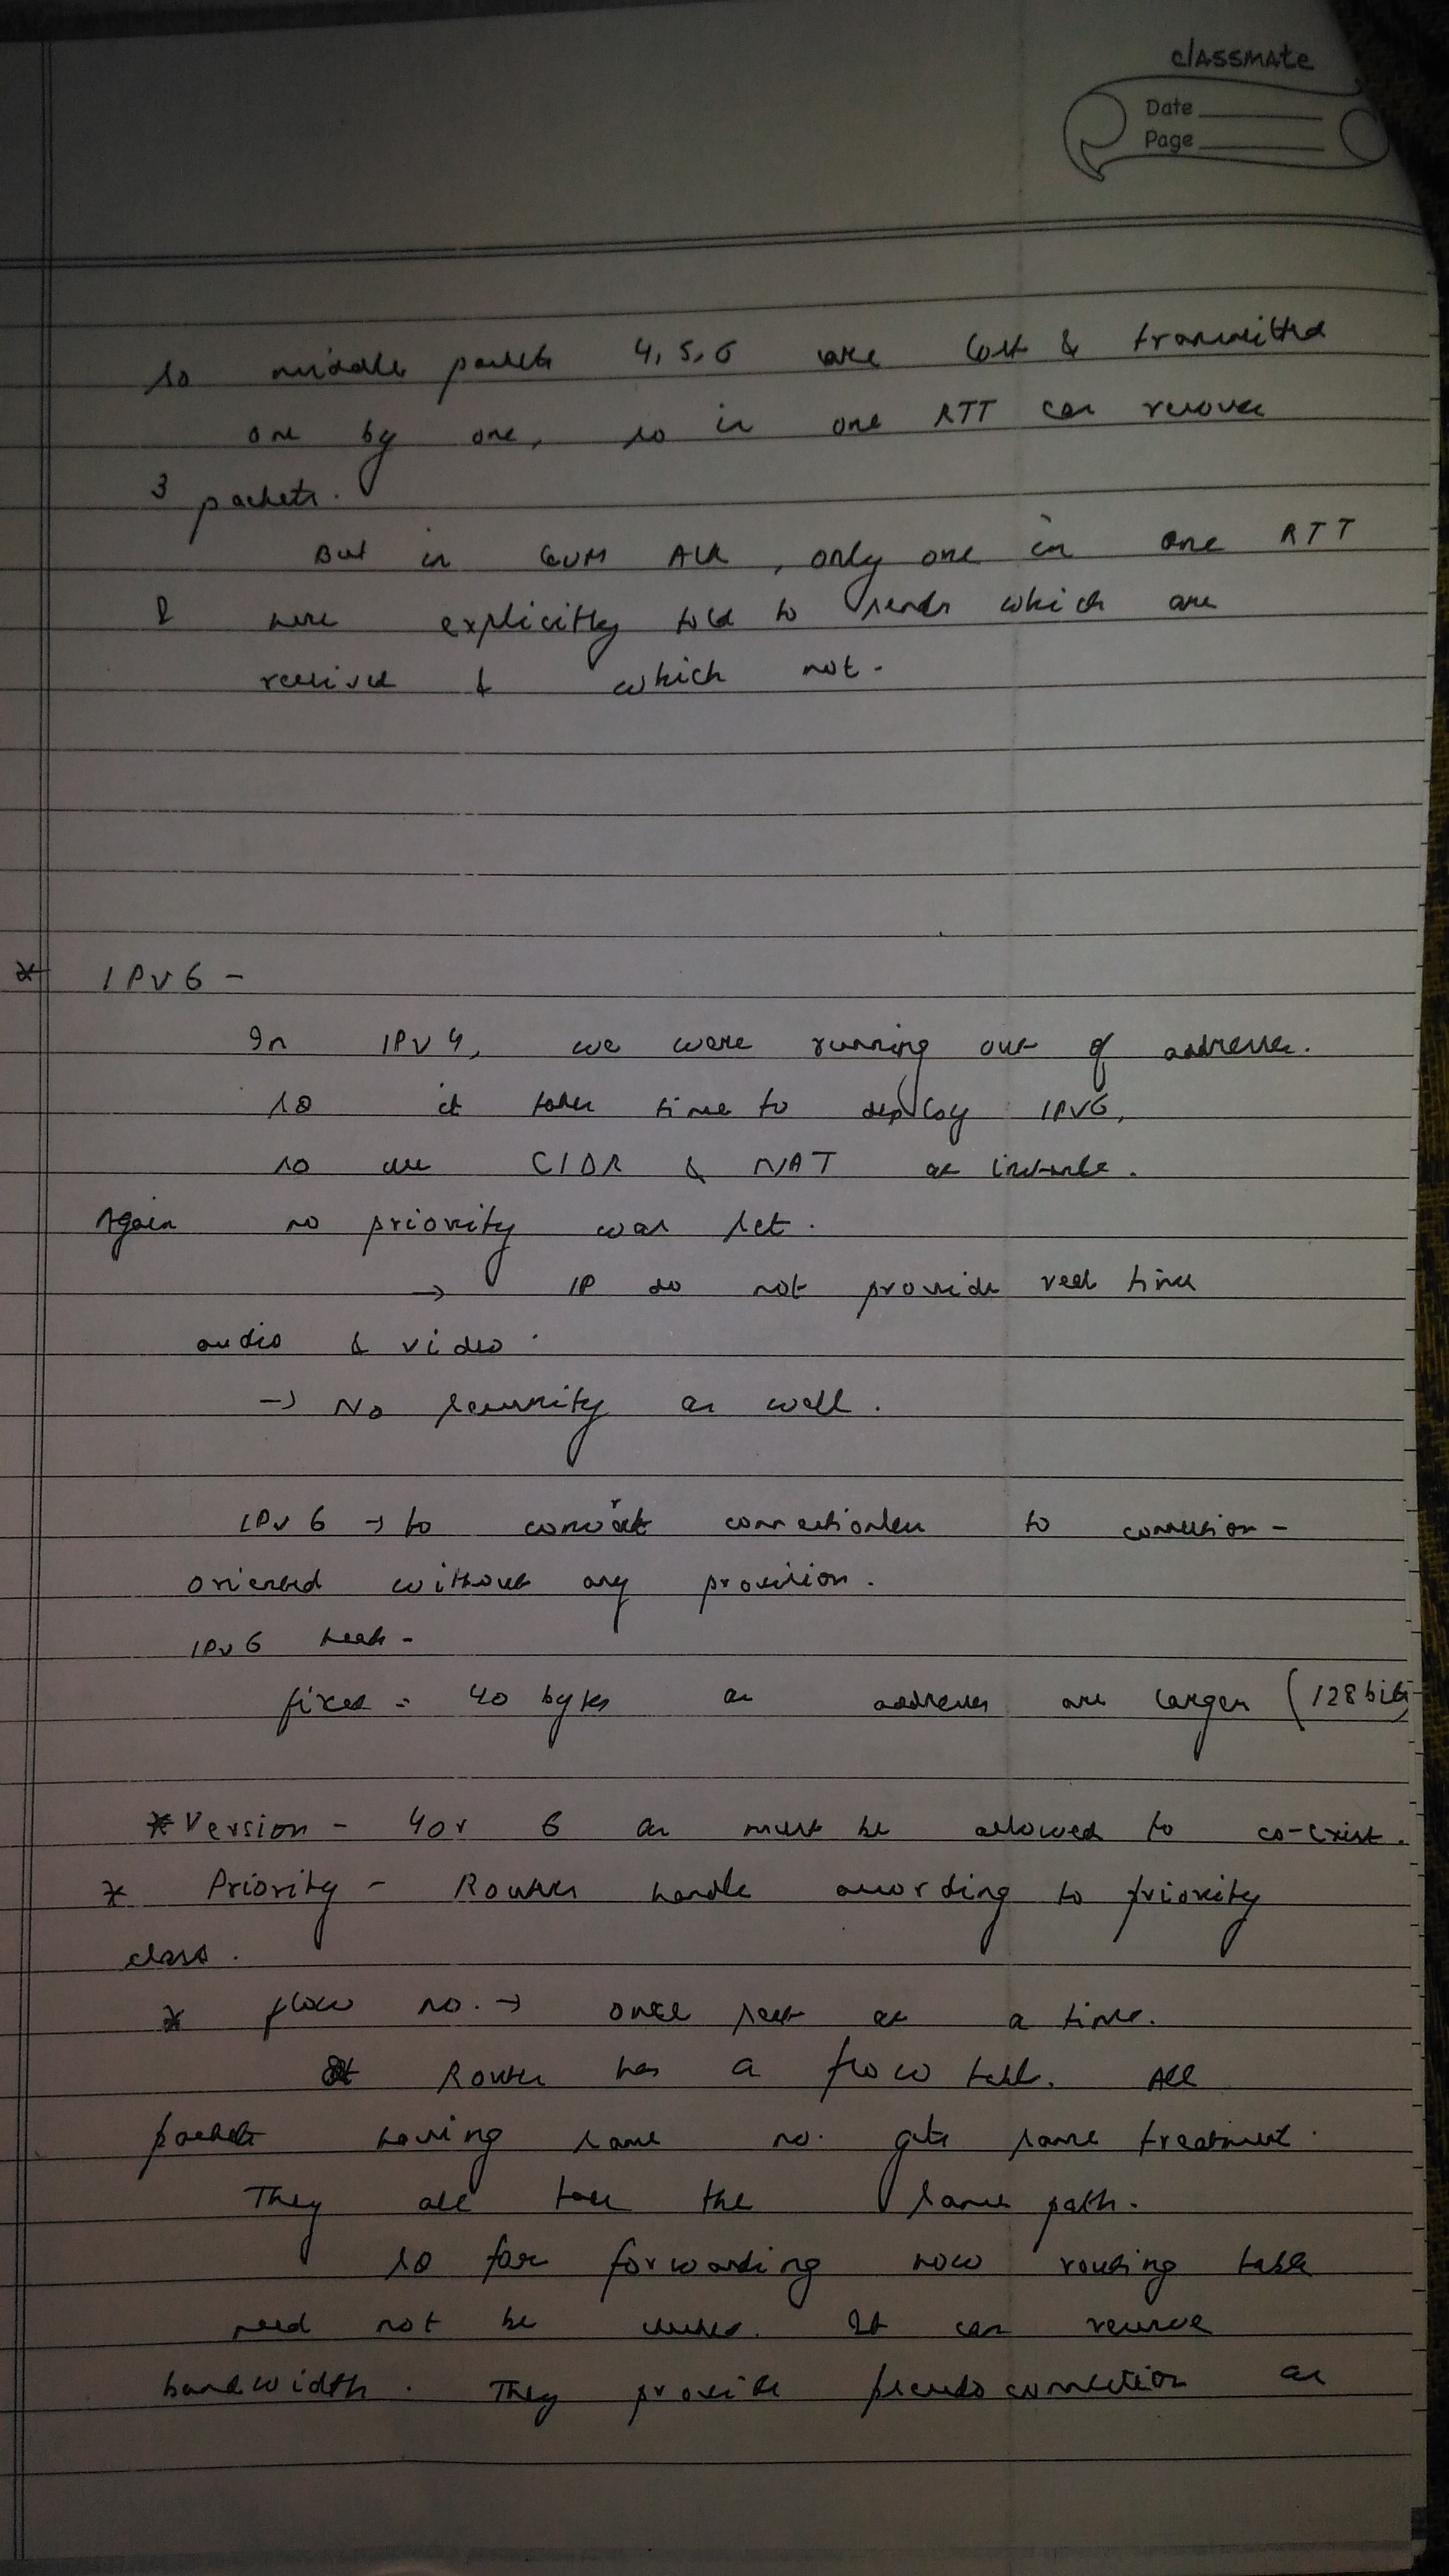 classmate
Date
Page
so middle packets 4, 5, 6 are lost & transmitted
one by one, so in one RTT can recover
3 packets.
But in CUM ACK, only one in one RTT
& here explicitly told to sender which are
received & which not.
* IPv6 -
In IPv4, we were running out of addresses.
so it takes time to deploy IPv6,
so use CIDR & NAT
Again no priority was set.
→ IP do not provide real time
audio & video.
→ No security as well.
IPv6 → to convert connectionless to connection-
oriented without any provision.
IPv6 head -
fixed = 40 bytes as addresses are larger (128 bits)
* Version - 4 or 6 as must be allowed to co-exist.
* Priority - Router handle according to priority
class.
* flow no. → once set at a time.
Router has a flow table. All
packets having same no. gets same treatment.
They all take the same path.
so for forwarding now routing table
need not be checked. It can reserve
bandwidth. They provide pseudo connection as